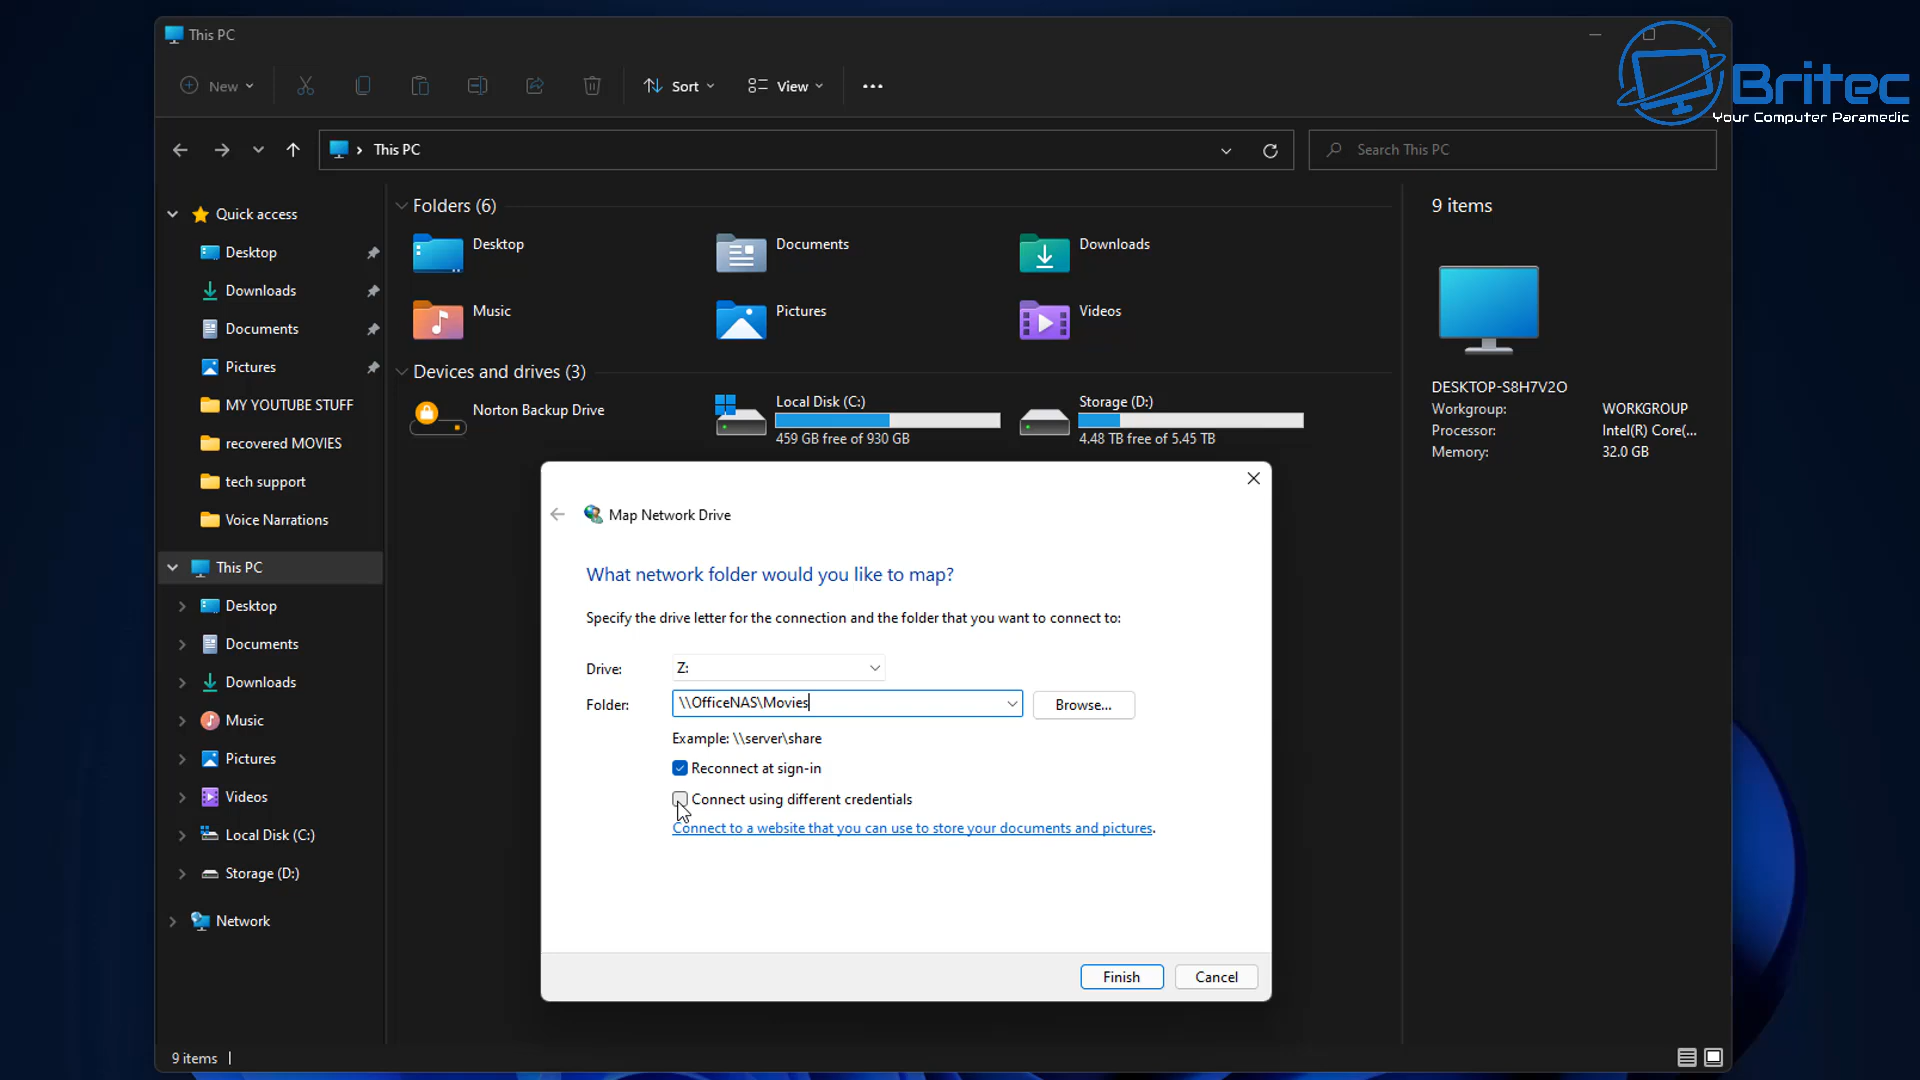 This PC
New
Sort
View
Britec
Your Computer Paramedic
This PC
Search This PC
Quick access
Desktop
Downloads
Documents
Pictures
MY YOUTUBE STUFF
recovered MOVIES
tech support
Voice Narrations
This PC
Desktop
Documents
Downloads
Music
Pictures
Videos
Local Disk (C:)
Storage (D:)
Network
Folders (6)
Desktop
Documents
Downloads
Music
Pictures
Videos
Devices and drives (3)
Norton Backup Drive
Local Disk (C:)
459 GB free of 930 GB
Storage (D:)
4.48 TB free of 5.45 TB
9 items
DESKTOP-S8H7V2O
Workgroup: WORKGROUP
Processor: Intel(R) Core(...
Memory: 32.0 GB
Map Network Drive
What network folder would you like to map?
Specify the drive letter for the connection and the folder that you want to connect to:
Drive: Z:
Folder: \\OfficeNAS\Movies Browse...
Example: \\server\share
Reconnect at sign-in
Connect using different credentials
Connect to a website that you can use to store your documents and pictures.
Finish Cancel
9 items